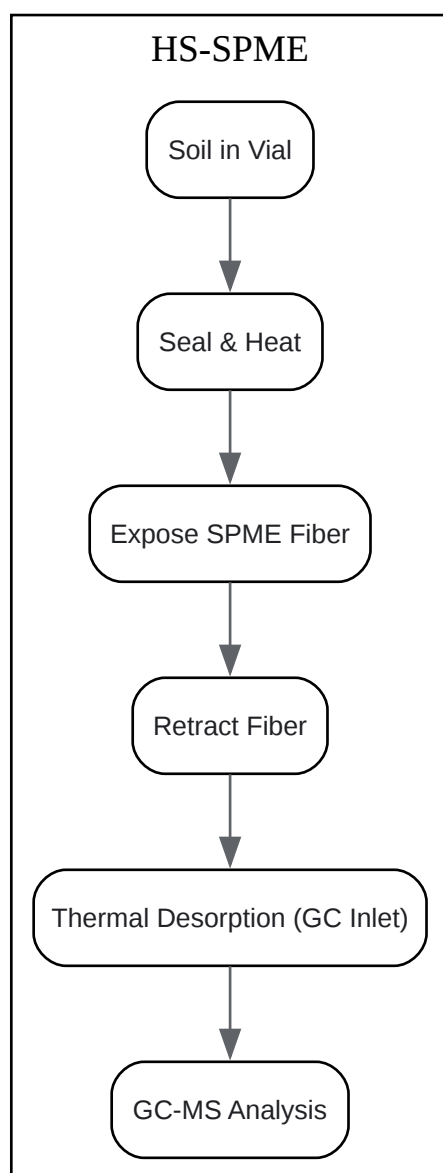 HS-SPME
Soil in Vial
Seal & Heat
Expose SPME Fiber
Retract Fiber
Thermal Desorption (GC Inlet)
GC-MS Analysis